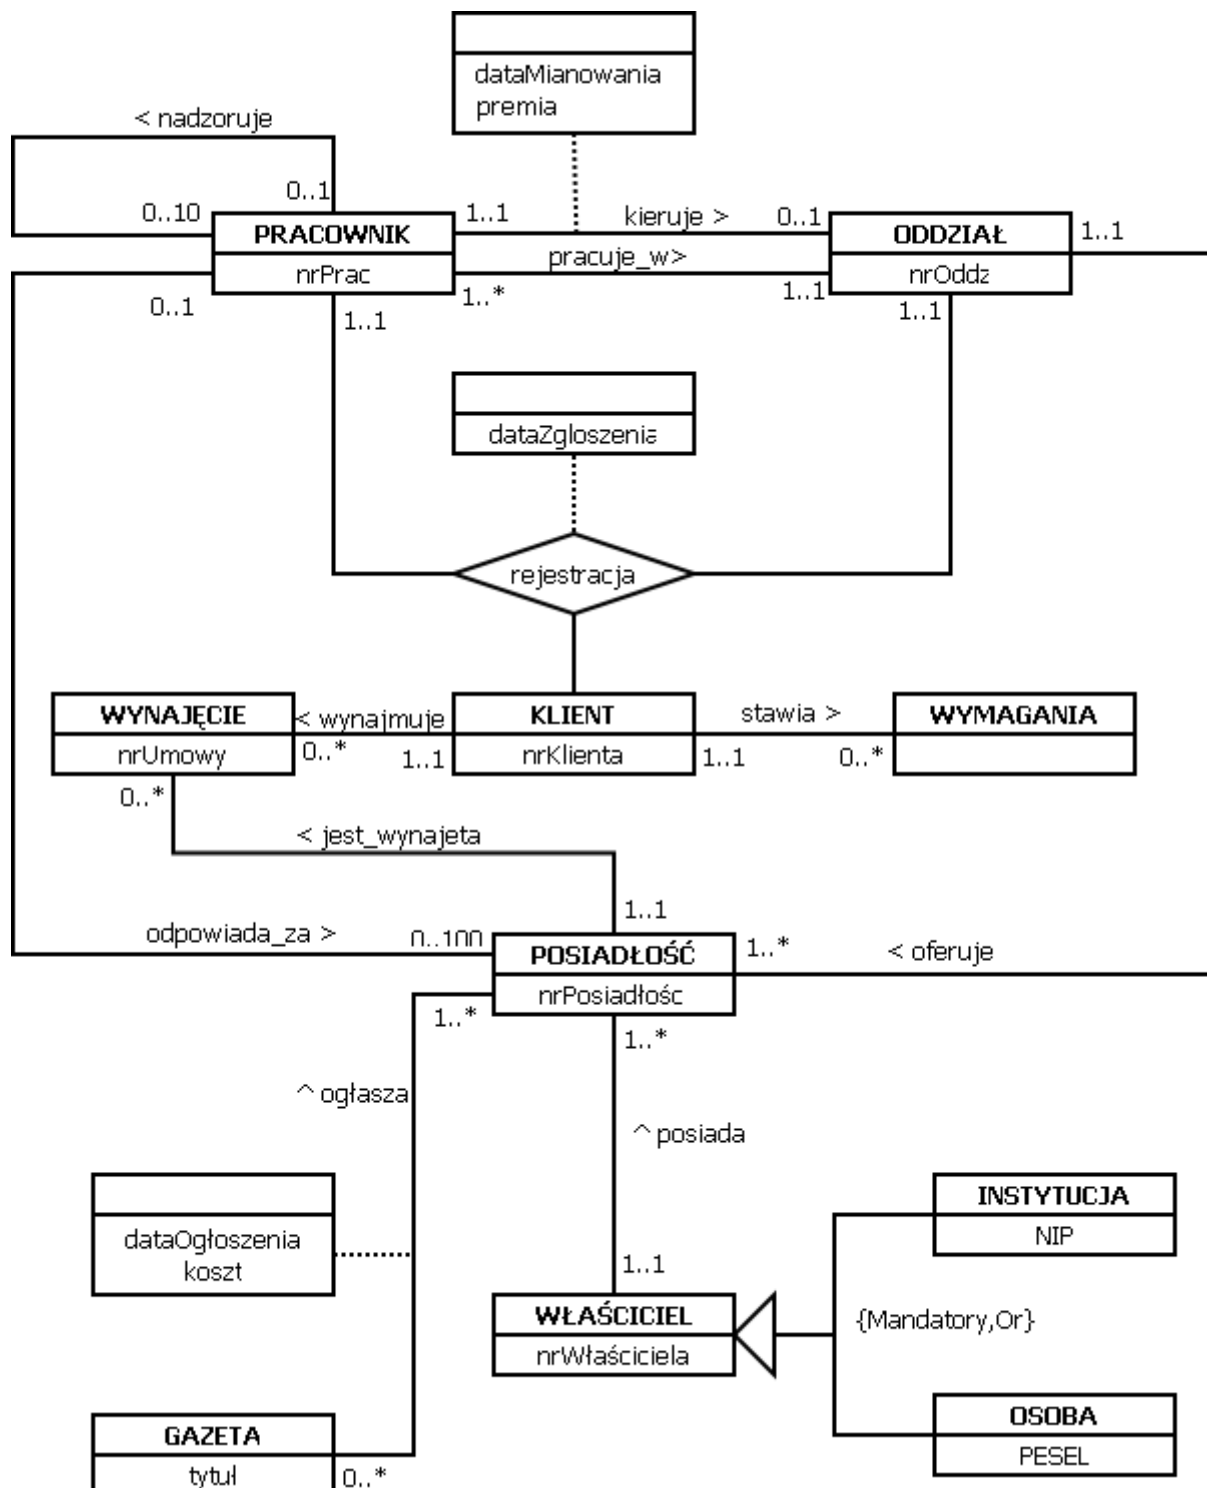 dataMianowania
premia
< nadzoruje
0..1
0..10
1..1
kieruje >
0..1
1..1
PRACOWNIK
ODDZIAŁ
pracuje_w>
nrPrac
nrOddz
0..1
1..*
1..1
1..1
1..1
dataZgloszenia
rejestracja
WYNAJĘCIE
< wynajmuje
KLIENT
stawia >
WYMAGANIA
nrUmowy
0..*
1..1
nrKlienta
1..1
0..*
0..*
< jest_wynajeta
1..1
odpowiada_za >
0..100
POSIADŁOŚĆ
1..*
< oferuje
nrPosiadłośc
1..*
1..*
^ ogłasza
^ posiada
INSTYTUCJA
NIP
dataOgłoszenia
koszt
1..1
WŁAŚCICIEL
{Mandatory,Or}
nrWłaściciela
OSOBA
GAZETA
PESEL
tytuł
0..*